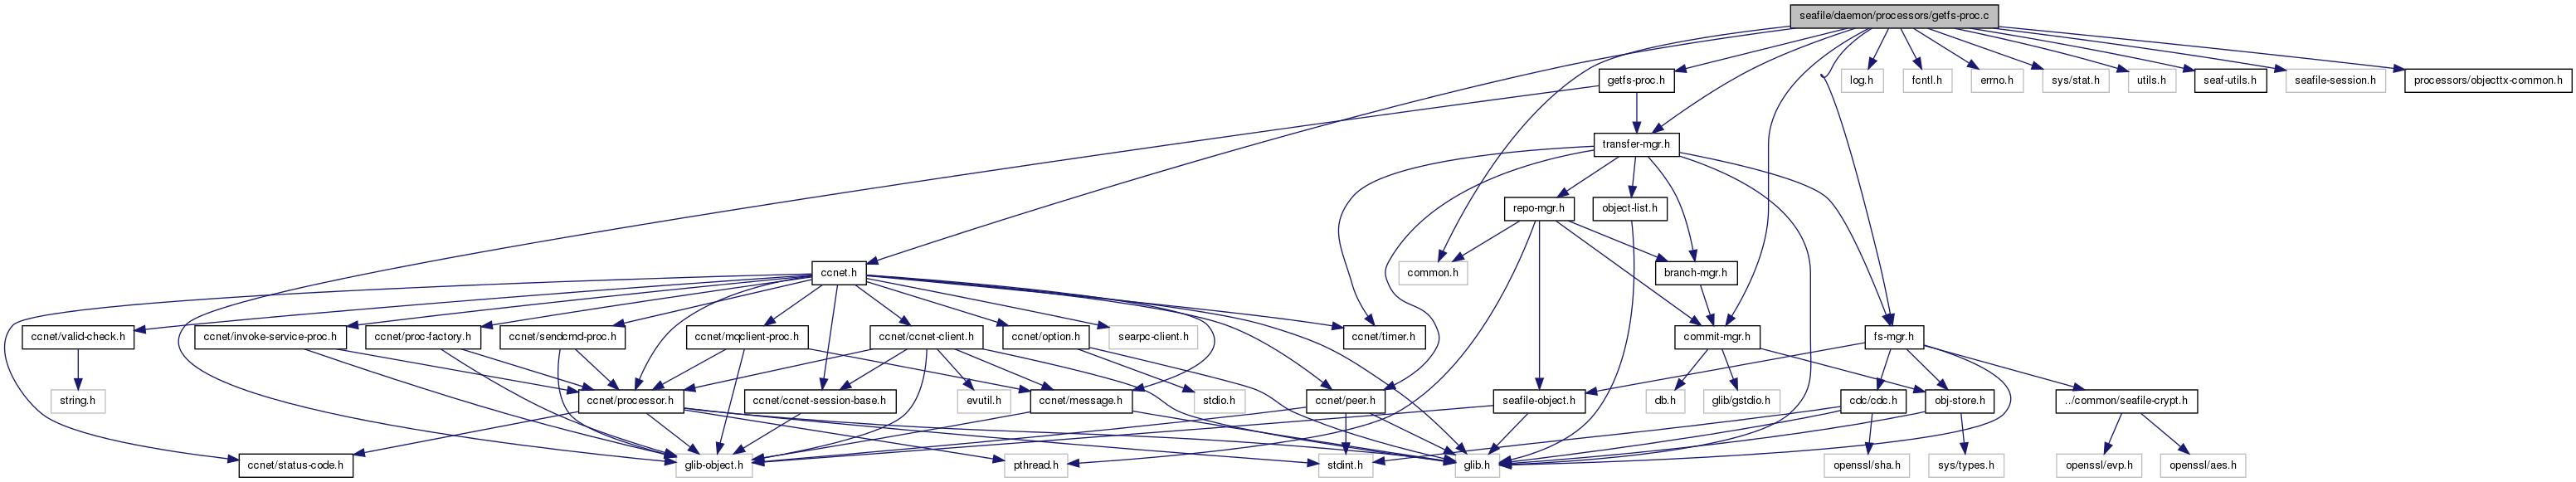 seafile/daemon/processors/getfs-proc.c
getfs-proc.h
log.h
fcntl.h
errno.h
sys/stat.h
utils.h
seaf-utils.h
seafile-session.h
processors/objecttx-common.h
transfer-mgr.h
repo-mgr.h
object-list.h
ccnet.h
common.h
branch-mgr.h
ccnet/valid-check.h
ccnet/invoke-service-proc.h
ccnet/proc-factory.h
ccnet/sendcmd-proc.h
ccnet/mqclient-proc.h
ccnet/ccnet-client.h
ccnet/option.h
searpc-client.h
ccnet/timer.h
commit-mgr.h
fs-mgr.h
string.h
ccnet/processor.h
ccnet/ccnet-session-base.h
evutil.h
ccnet/message.h
stdio.h
ccnet/peer.h
seafile-object.h
db.h
glib/gstdio.h
cdc/cdc.h
obj-store.h
../common/seafile-crypt.h
ccnet/status-code.h
glib-object.h
pthread.h
stdint.h
glib.h
openssl/sha.h
sys/types.h
openssl/evp.h
openssl/aes.h